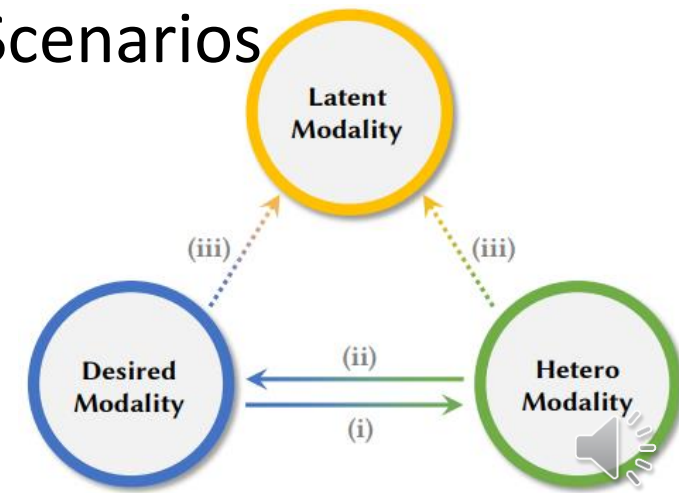 Scenarios
Latent
Modality
(iii)
(iii)
Desired
Modality
(ii)
(i)
Hetero
Modality